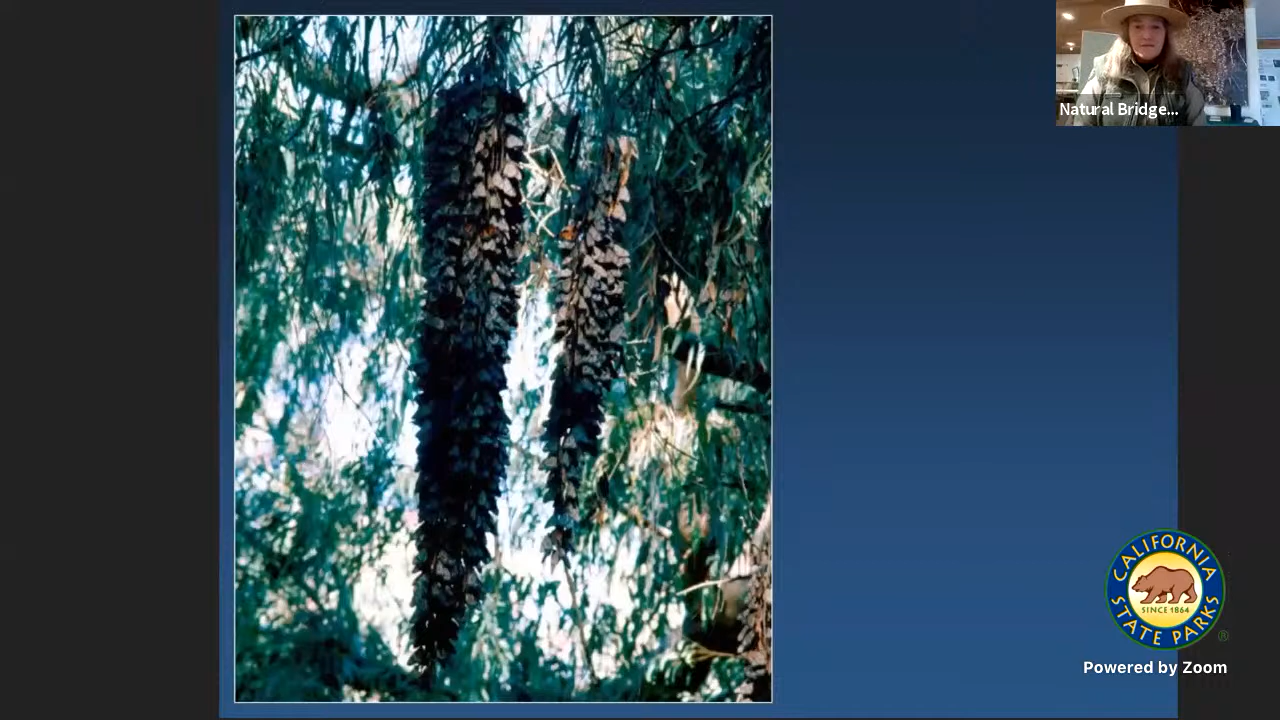 Natural Bridge...
CALIFORNIA
STATE PARKS
SINCE 1864
®
Powered by Zoom